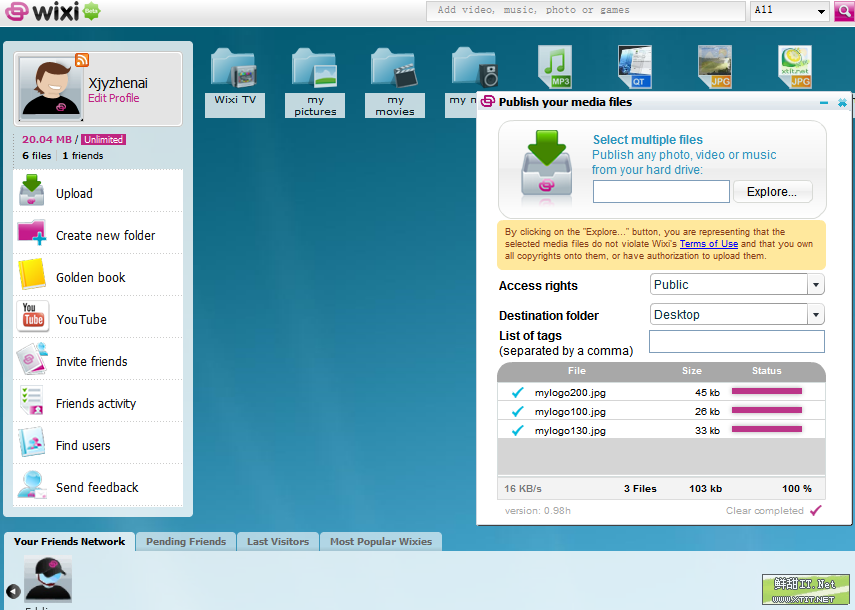 wixi Beta
Add video, music, photo or games
All
Xjyzhenai
Edit Profile
20.04 MB / Unlimited
6 files 1 friends
Upload
Create new folder
Golden book
You Tube
YouTube
Invite friends
Friends activity
Find users
Send feedback
Wixi TV
my
pictures
my
movies
MP3
QT
JPG
xtit.net
JPG
Publish your media files
Select multiple files
Publish any photo, video or music
from your hard drive:
Explore...
By clicking on the "Explore..." button, you are representing that the
selected media files do not violate Wixi's Terms of Use and that you own
all copyrights onto them, or have authorization to upload them.
Access rights
Public
Destination folder
Desktop
List of tags
(separated by a comma)
File Size Status
mylogo200.jpg 45 kb
mylogo100.jpg 26 kb
mylogo130.jpg 33 kb
16 KB/s 3 Files 103 kb 100 %
version: 0.98h Clear completed
Your Friends Network Pending Friends Last Visitors Most Popular Wixies
鲜甜IT.Net
WWW.XTIT.NET